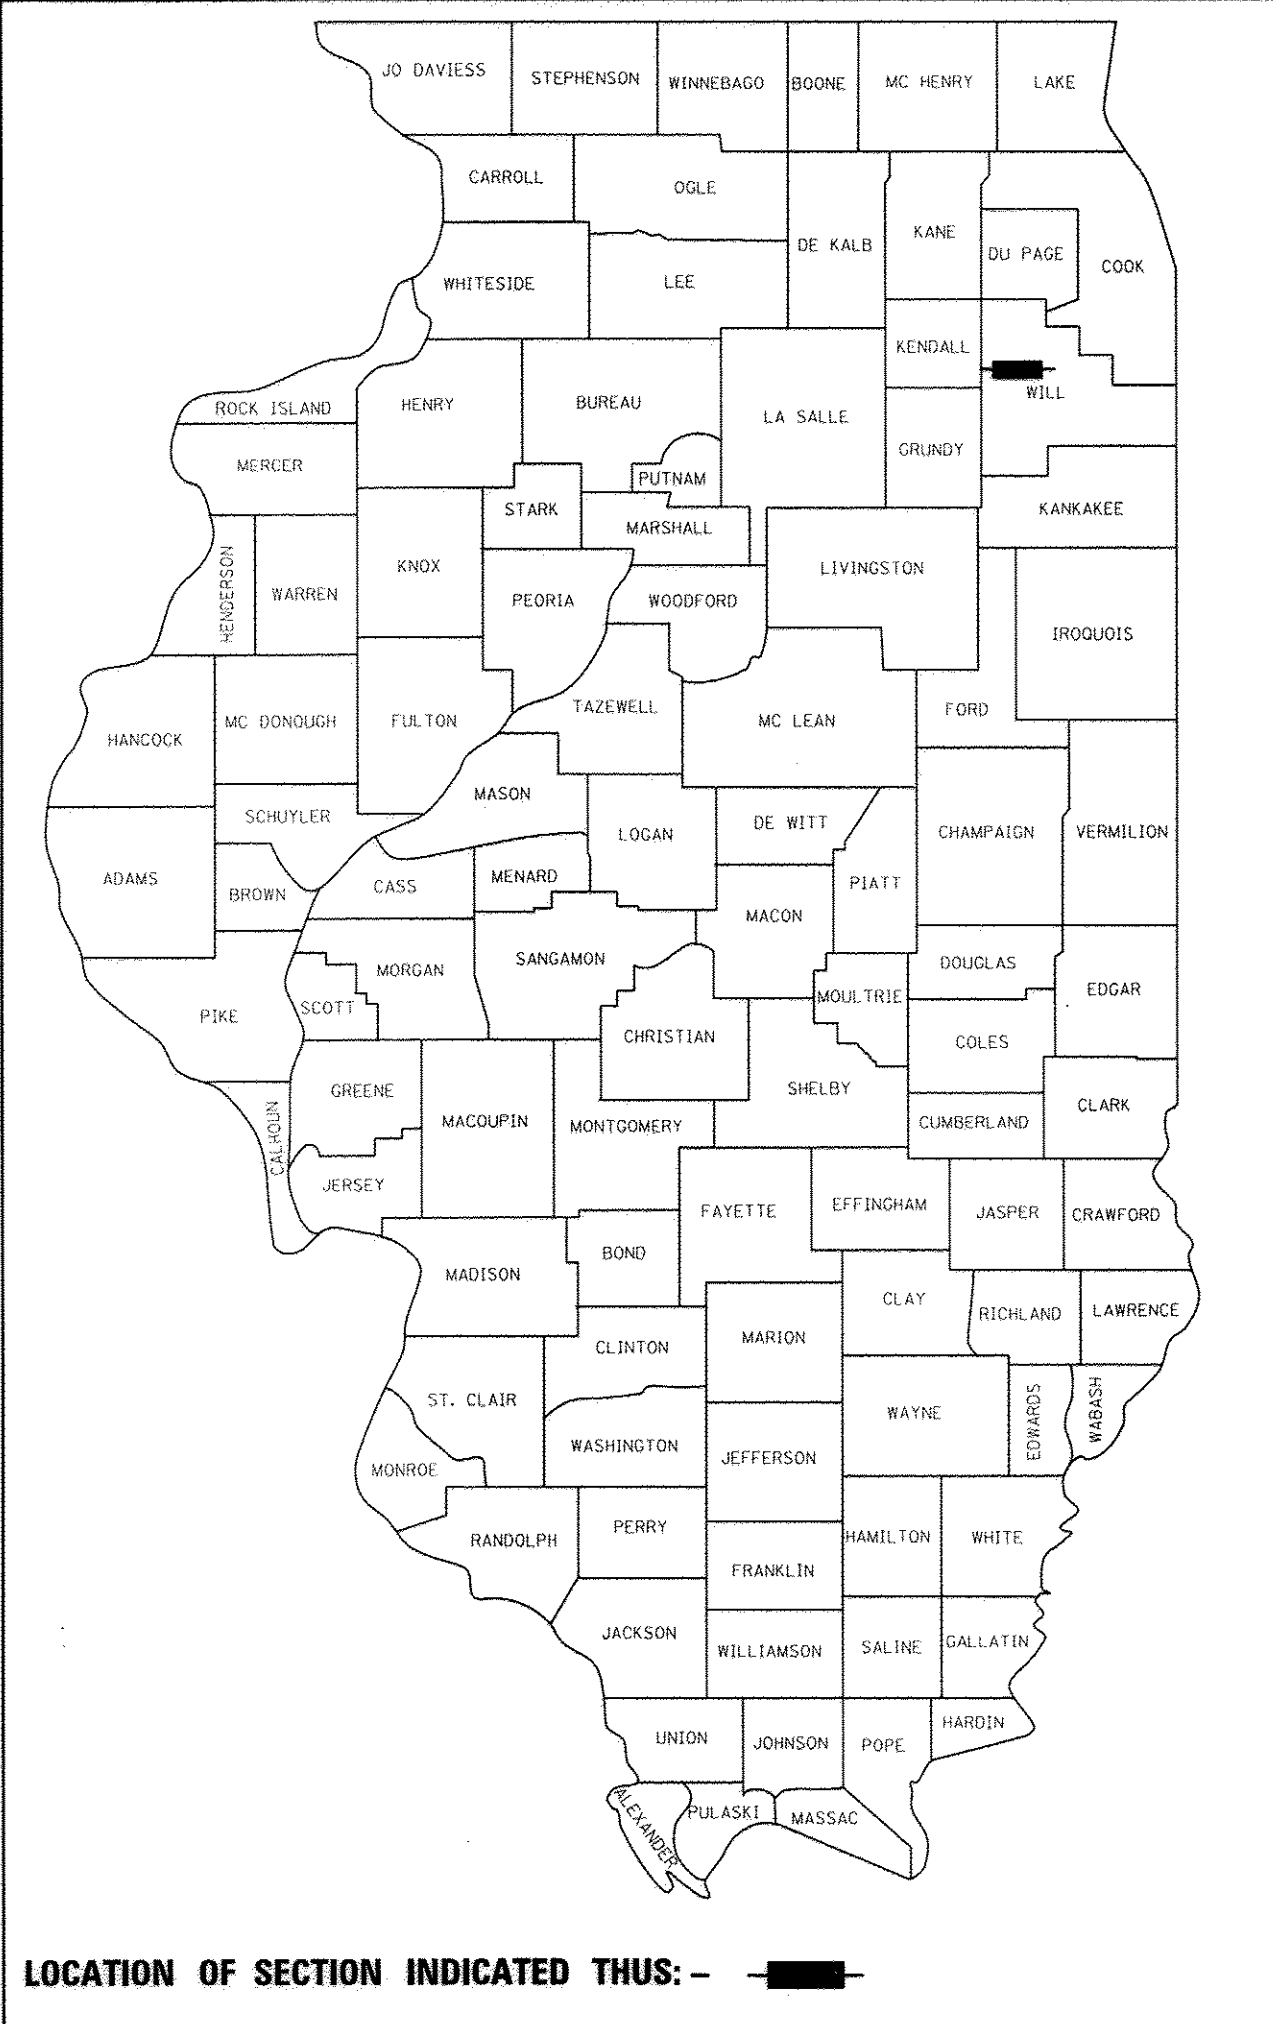 JO DAVIESS
STEPHENSON
WINNEBAGO
BOONE
MC HENRY
LAKE
CARROLL
OGLE
DE KALB
KANE
DU PAGE
COOK
WHITESIDE
LEE
KENDALL
WILL
ROCK ISLAND
HENRY
BUREAU
LA SALLE
GRUNDY
MERCER
PUTNAM
STARK
MARSHALL
KANKAKEE
HENDERSON
WARREN
KNOX
PEORIA
WOODFORD
LIVINGSTON
IROQUOIS
HANCOCK
MC DONOUGH
FULTON
TAZEWELL
MC LEAN
FORD
SCHUYLER
MASON
LOGAN
DE WITT
CHAMPAIGN
VERMILION
ADAMS
BROWN
CASS
MENARD
PIATT
MACON
PIKE
SCOTT
MORGAN
SANGAMON
CHRISTIAN
MOULTRIE
DOUGLAS
EDGAR
COLES
CALHOUN
GREENE
MACOUPIN
MONTGOMERY
SHELBY
CUMBERLAND
CLARK
JERSEY
FAYETTE
EFFINGHAM
JASPER
CRAWFORD
MADISON
BOND
CLAY
RICHLAND
LAWRENCE
CLINTON
MARION
ST. CLAIR
WAYNE
EDWARDS
WABASH
MONROE
WASHINGTON
JEFFERSON
RANDOLPH
PERRY
HAMILTON
WHITE
FRANKLIN
JACKSON
WILLIAMSON
SALINE
GALLATIN
UNION
JOHNSON
POPE
HARDIN
ALEXANDER
PULASKI
MASSAC
LOCATION OF SECTION INDICATED THUS: –